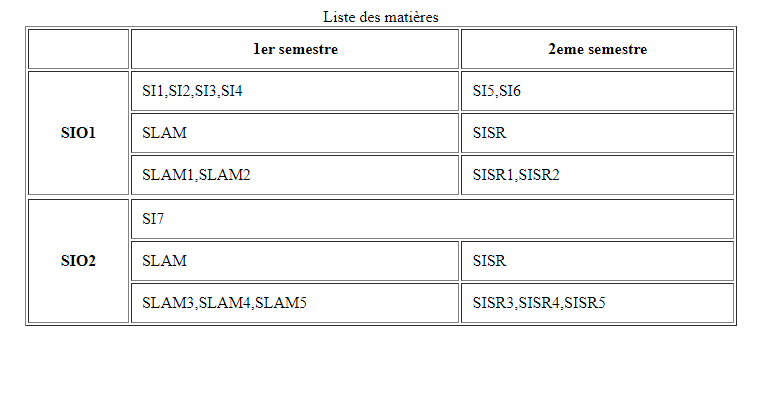 Liste des matières
1er semestre 2eme semestre
SIO1
SI1,SI2,SI3,SI4 SI5,SI6
SLAM SISR
SLAM1,SLAM2 SISR1,SISR2
SIO2
SI7
SLAM SISR
SLAM3,SLAM4,SLAM5 SISR3,SISR4,SISR5